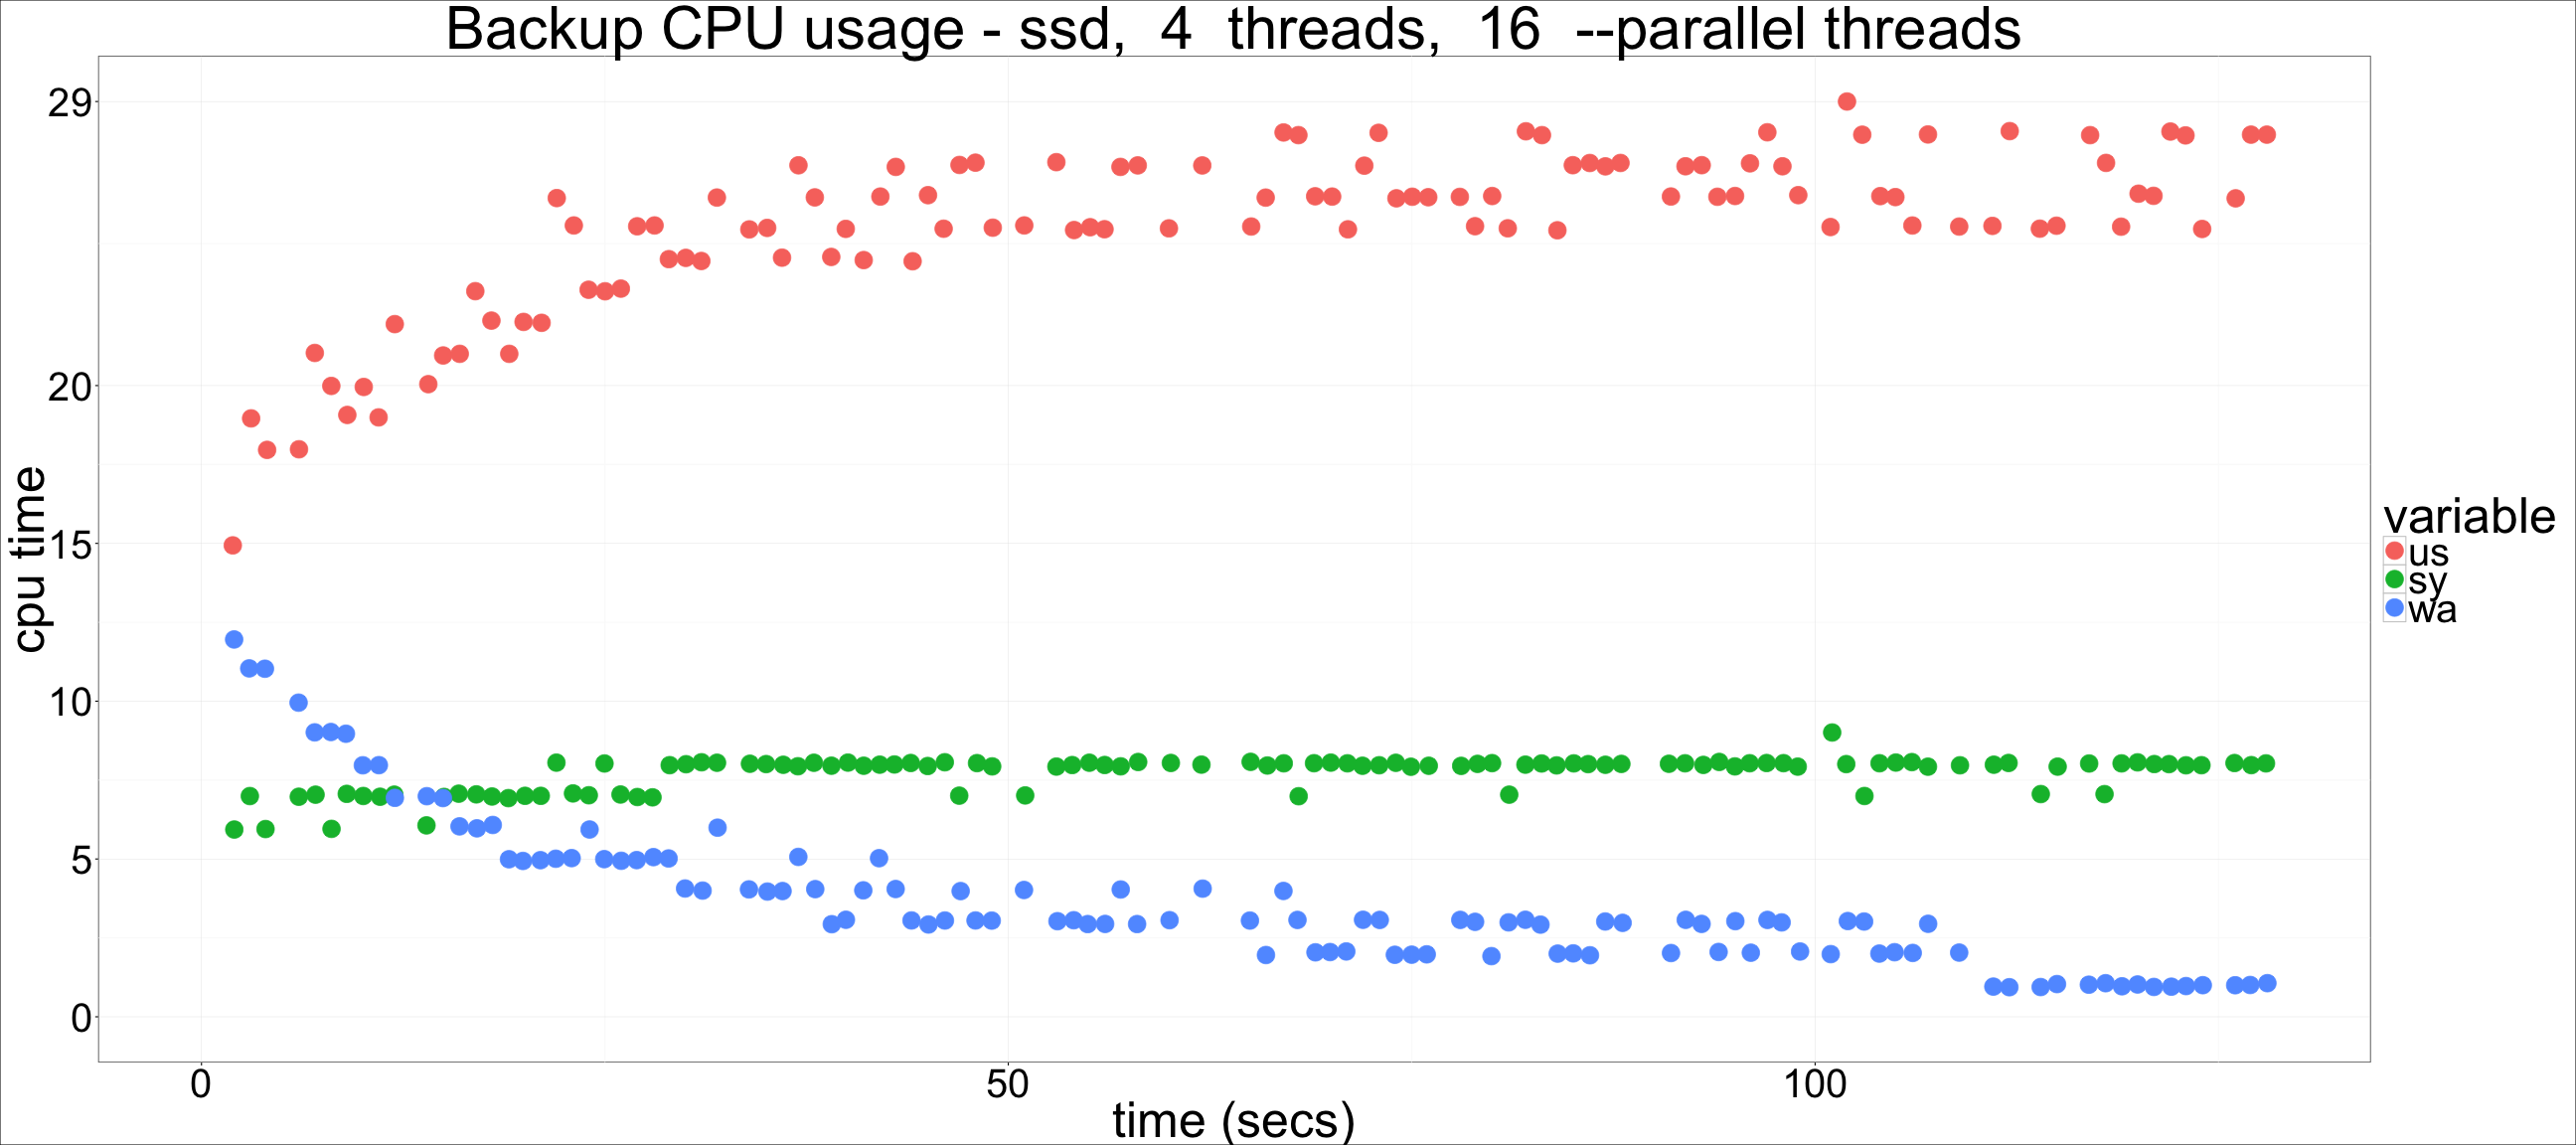 Backup CPU usage - ssd, 4 threads, 16 --parallel threads
29
20
15
10
5
0
cpu time
0 50 100
time (secs)
variable
us
sy
wa